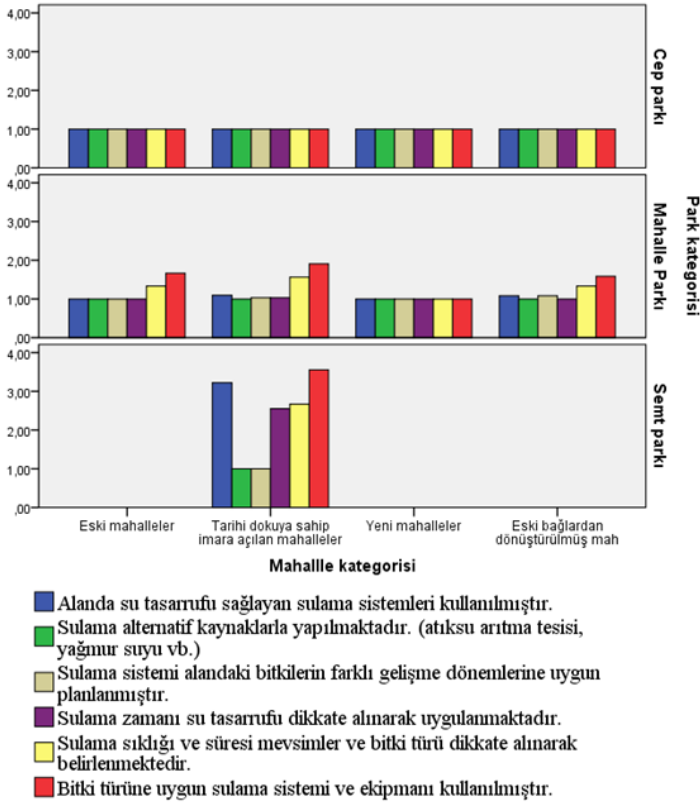 4,00
3,00
2,00
1,00
,00
Cep parkı
4,00
3,00
2,00
1,00
,00
Mahalle Parkı
Park kategorisi
4,00
3,00
2,00
1,00
,00
Semt parkı
Eski mahalleler
Tarihi dokuya sahip
imara açılan mahalleler
Yeni mahalleler
Eski bağlardan
dönüştürülmüş mah
Mahallle kategorisi
Alanda su tasarrufu sağlayan sulama sistemleri kullanılmıştır.
Sulama alternatif kaynaklarla yapılmaktadır. (atıksu arıtma tesisi,
yağmur suyu vb.)
Sulama sistemi alandaki bitkilerin farklı gelişme dönemlerine uygun
planlanmıştır.
Sulama zamanı su tasarrufu dikkate alınarak uygulanmaktadır.
Sulama sıklığı ve süresi mevsimler ve bitki türü dikkate alınarak
belirlenmektedir.
Bitki türüne uygun sulama sistemi ve ekipmanı kullanılmıştır.